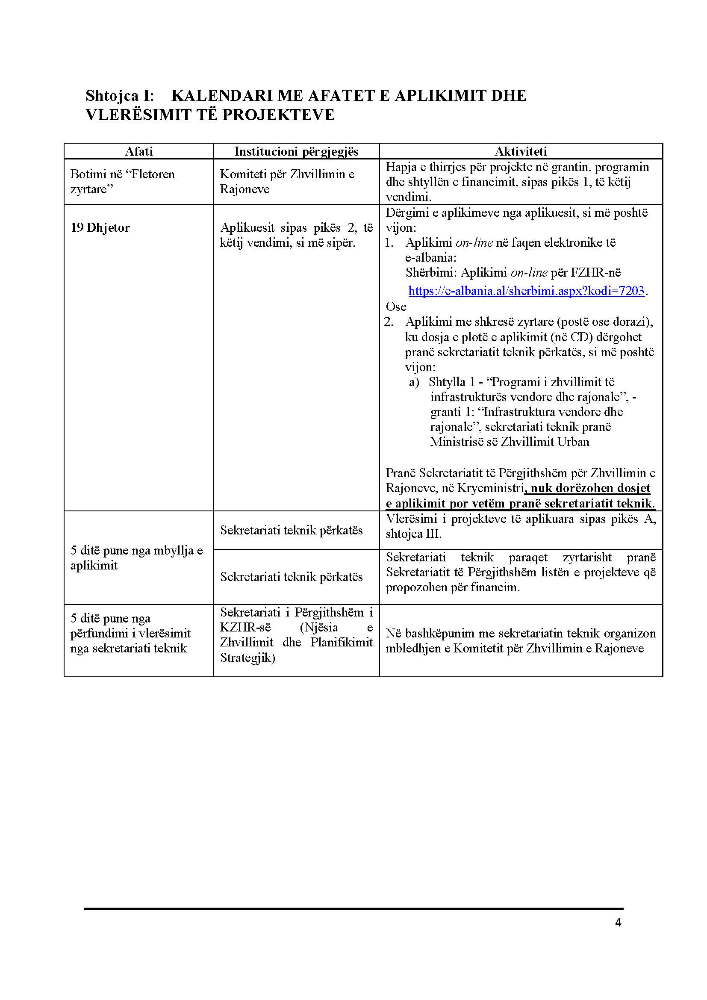 Shtojca I: KALENDARI ME AFATET E APLIKIMIT DHE
VLERËSIMIT TË PROJEKTEVE
Afati
Institucioni përgjegjës
Aktiviteti
Botimi në “Fletoren
zyrtare”
Komiteti për Zhvillimin e
Rajoneve
Hapja e thirrjes për projekte në grantin, programin
dhe shtyllën e financimit, sipas pikës 1, të këtij
vendimi.
19 Dhjetor
Aplikuesit sipas pikës 2, të
këtij vendimi, si më sipër.
Dërgimi e aplikimeve nga aplikuesit, si më poshtë
vijon:
1. Aplikimi on-line në faqen elektronike të
e-albania:
Shërbimi: Aplikimi on-line për FZHR-në
https://e-albania.al/sherbimi.aspx?kodi=7203.
Ose
2. Aplikimi me shkresë zyrtare (postë ose dorazi),
ku dosja e plotë e aplikimit (në CD) dërgohet
pranë sekretariatit teknik përkatës, si më poshtë
vijon:
a) Shtylla 1 - “Programi i zhvillimit të
infrastrukturës vendore dhe rajonale”, -
granti 1: “Infrastruktura vendore dhe
rajonale”, sekretariati teknik pranë
Ministrisë së Zhvillimit Urban
Pranë Sekretariatit të Përgjithshëm për Zhvillimin e
Rajoneve, në Kryeministri, nuk dorëzohen dosjet
e aplikimit por vetëm pranë sekretariatit teknik.
5 ditë pune nga mbyllja e
aplikimit
Sekretariati teknik përkatës
Vlerësimi i projekteve të aplikuara sipas pikës A,
shtojca III.
Sekretariati teknik përkatës
Sekretariati teknik paraqet zyrtarisht pranë
Sekretariatit të Përgjithshëm listën e projekteve që
propozohen për financim.
5 ditë pune nga
përfundimi i vlerësimit
nga sekretariati teknik
Sekretariati i Përgjithshëm i
KZHR-së (Njësia e
Zhvillimit dhe Planifikimit
Strategjik)
Në bashkëpunim me sekretariatin teknik organizon
mbledhjen e Komitetit për Zhvillimin e Rajoneve
4